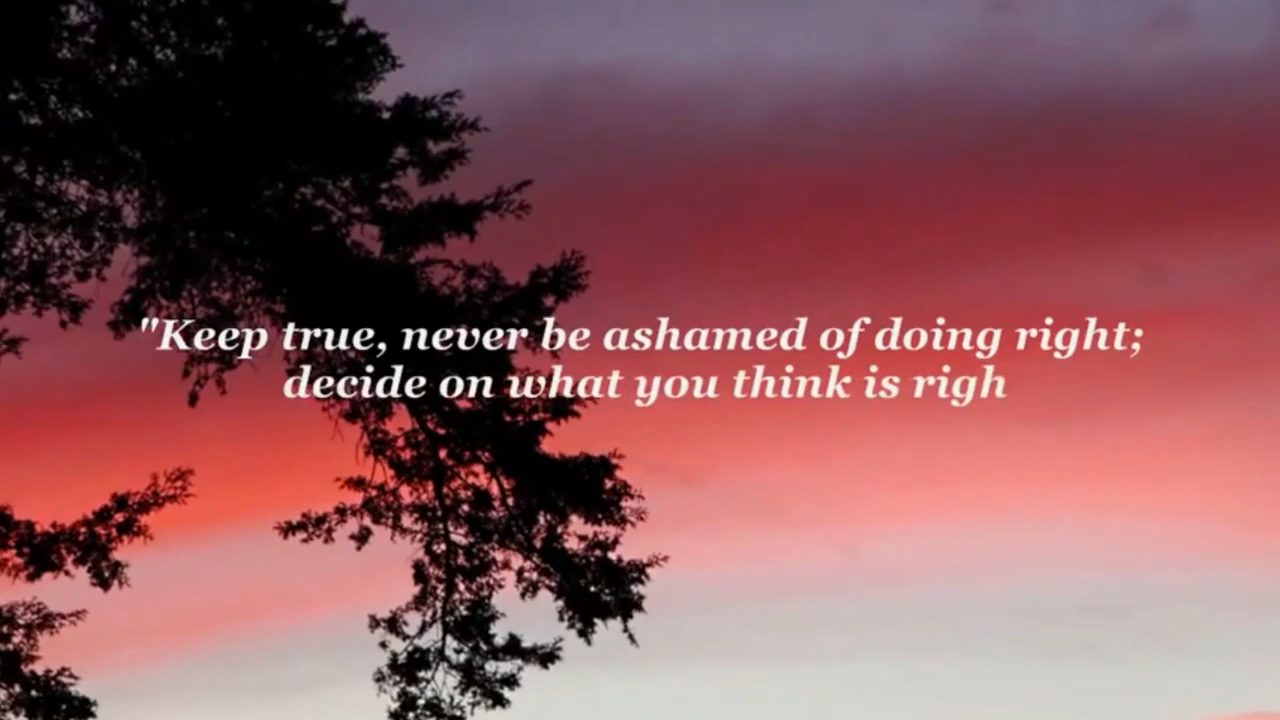 "Keep true, never be ashamed of doing right;
decide on what you think is righ